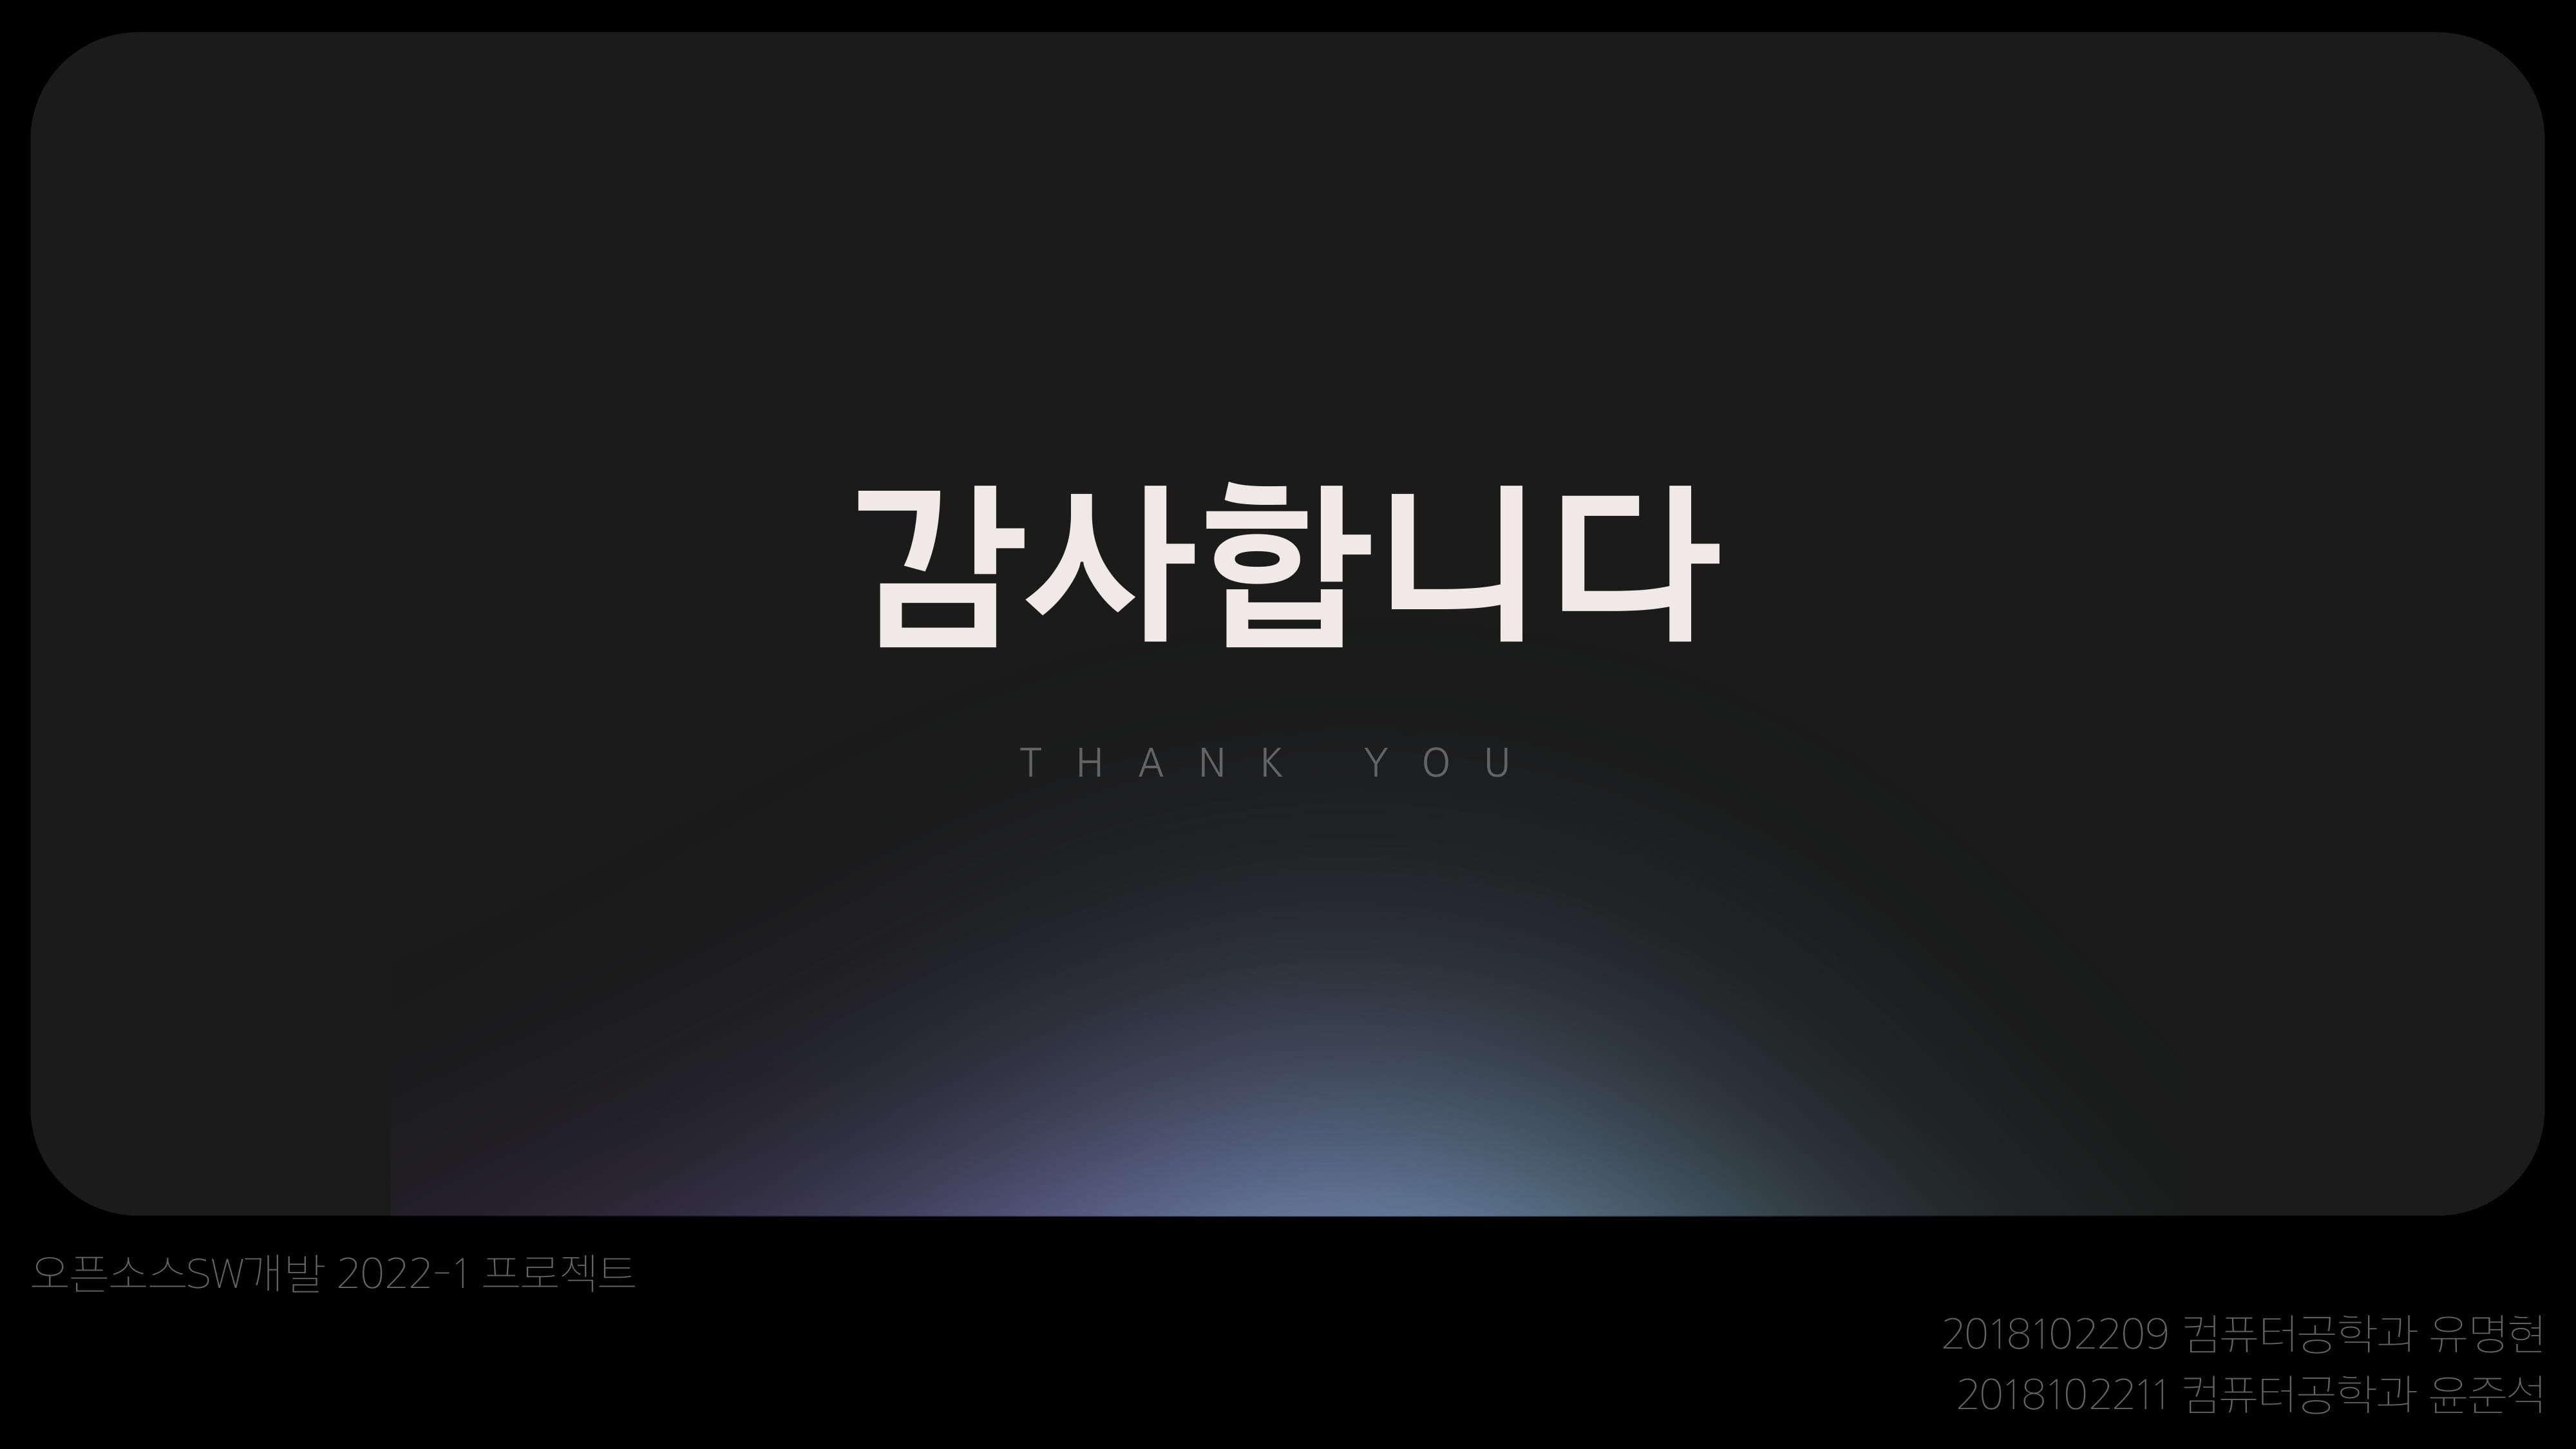 감사합니다
THANK YOU
오픈소스SW개발 2022-1 프로젝트
2018102209 컴퓨터공학과 유명현
2018102211 컴퓨터공학과 윤준석